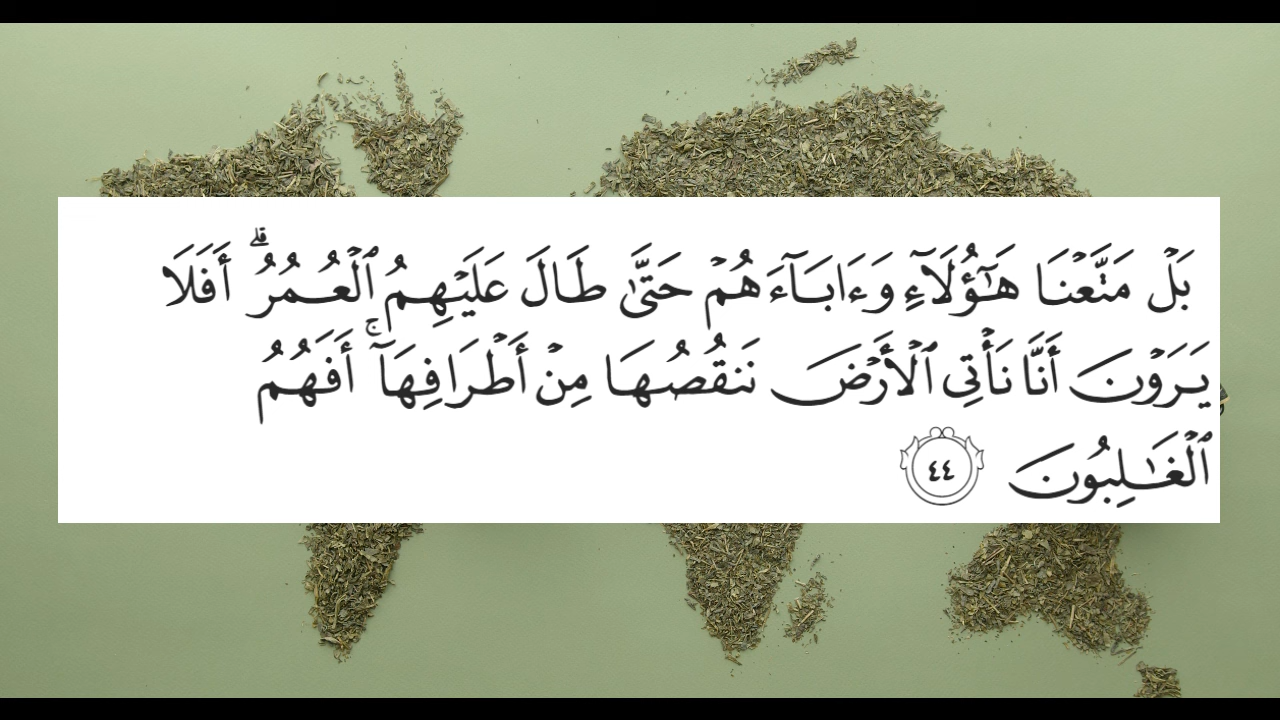 بَلۡ مَتَّعۡنَا هَٰٓؤُلَآءِ وَءَابَآءَهُمۡ حَتَّىٰ طَالَ عَلَيۡهِمُ ٱلۡعُمُرُۗ أَفَلَا
يَرَوۡنَ أَنَّا نَأۡتِي ٱلۡأَرۡضَ نَنقُصُهَا مِنۡ أَطۡرَافِهَآۚ أَفَهُمُ
ٱلۡغَٰلِبُونَ ٤٤